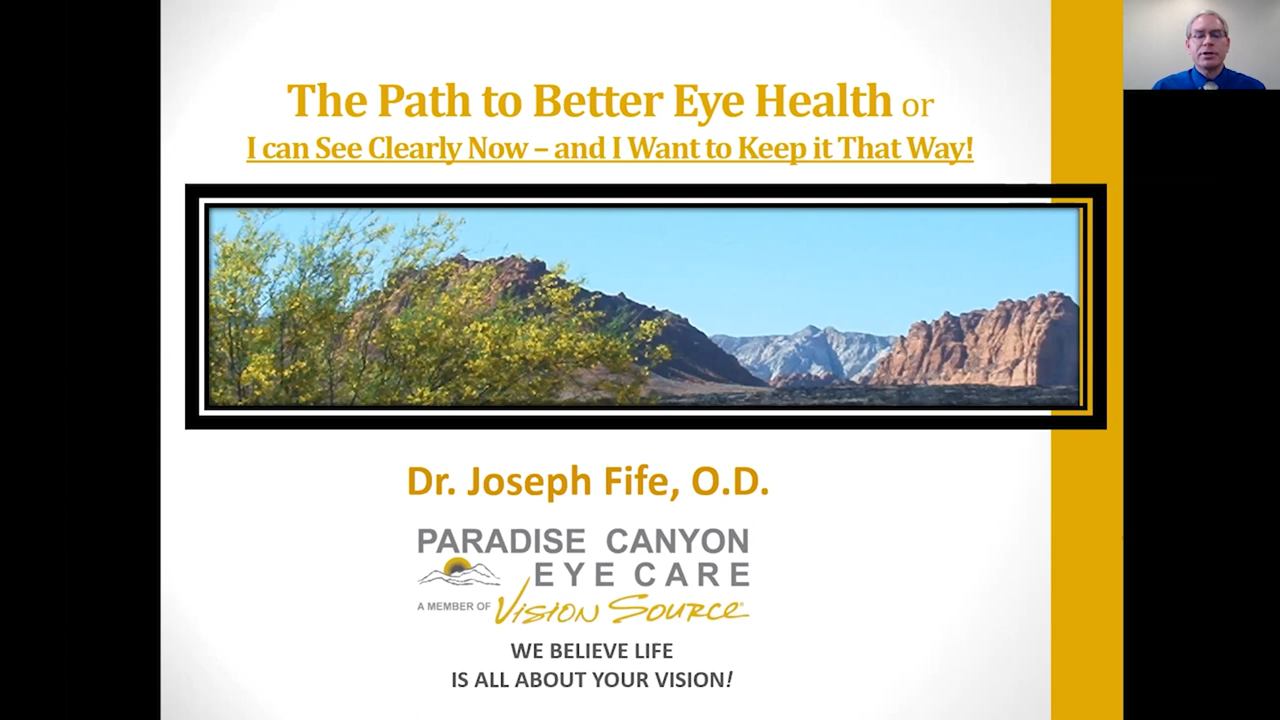 The Path to Better Eye Health or
I can See Clearly Now – and I Want to Keep it That Way!
Dr. Joseph Fife, O.D.
PARADISE CANYON
EYE CARE
A MEMBER OF Vision Source®
WE BELIEVE LIFE
IS ALL ABOUT YOUR VISION!